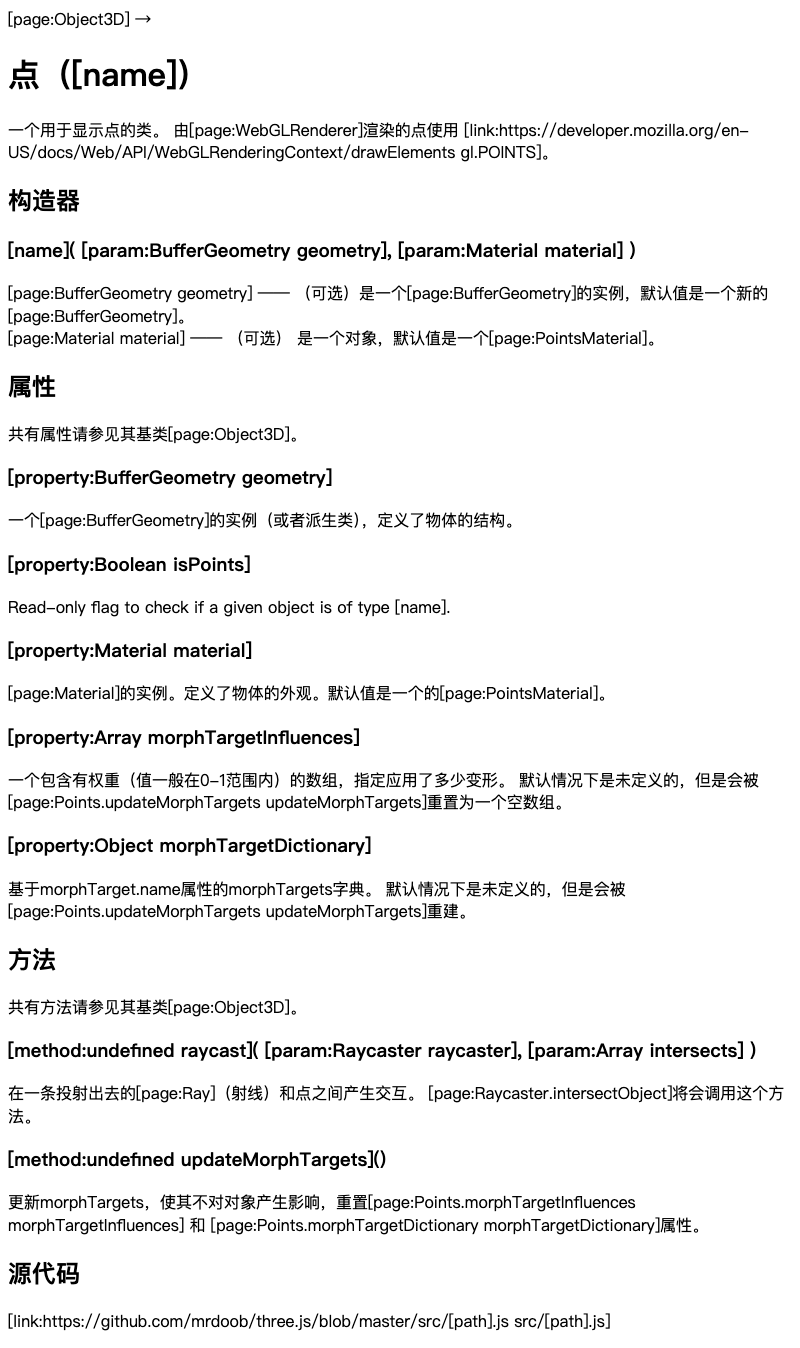 [page:Object3D] →
点（[name]）
一个用于显示点的类。 由[page:WebGLRenderer]渲染的点使用 [link:https://developer.mozilla.org/en-
US/docs/Web/API/WebGLRenderingContext/drawElements gl.POINTS]。
构造器
[name]( [param:BufferGeometry geometry], [param:Material material] )
[page:BufferGeometry geometry] —— （可选）是一个[page:BufferGeometry]的实例，默认值是一个新的
[page:BufferGeometry]。
[page:Material material] —— （可选） 是一个对象，默认值是一个[page:PointsMaterial]。
属性
共有属性请参见其基类[page:Object3D]。
[property:BufferGeometry geometry]
一个[page:BufferGeometry]的实例（或者派生类），定义了物体的结构。
[property:Boolean isPoints]
Read-only flag to check if a given object is of type [name].
[property:Material material]
[page:Material]的实例。定义了物体的外观。默认值是一个的[page:PointsMaterial]。
[property:Array morphTargetInfluences]
一个包含有权重（值一般在0-1范围内）的数组，指定应用了多少变形。 默认情况下是未定义的，但是会被
[page:Points.updateMorphTargets updateMorphTargets]重置为一个空数组。
[property:Object morphTargetDictionary]
基于morphTarget.name属性的morphTargets字典。 默认情况下是未定义的，但是会被
[page:Points.updateMorphTargets updateMorphTargets]重建。
方法
共有方法请参见其基类[page:Object3D]。
[method:undefined raycast]( [param:Raycaster raycaster], [param:Array intersects] )
在一条投射出去的[page:Ray]（射线）和点之间产生交互。 [page:Raycaster.intersectObject]将会调用这个方
法。
[method:undefined updateMorphTargets]()
更新morphTargets，使其不对对象产生影响，重置[page:Points.morphTargetInfluences
morphTargetInfluences] 和 [page:Points.morphTargetDictionary morphTargetDictionary]属性。
源代码
[link:https://github.com/mrdoob/three.js/blob/master/src/[path].js src/[path].js]